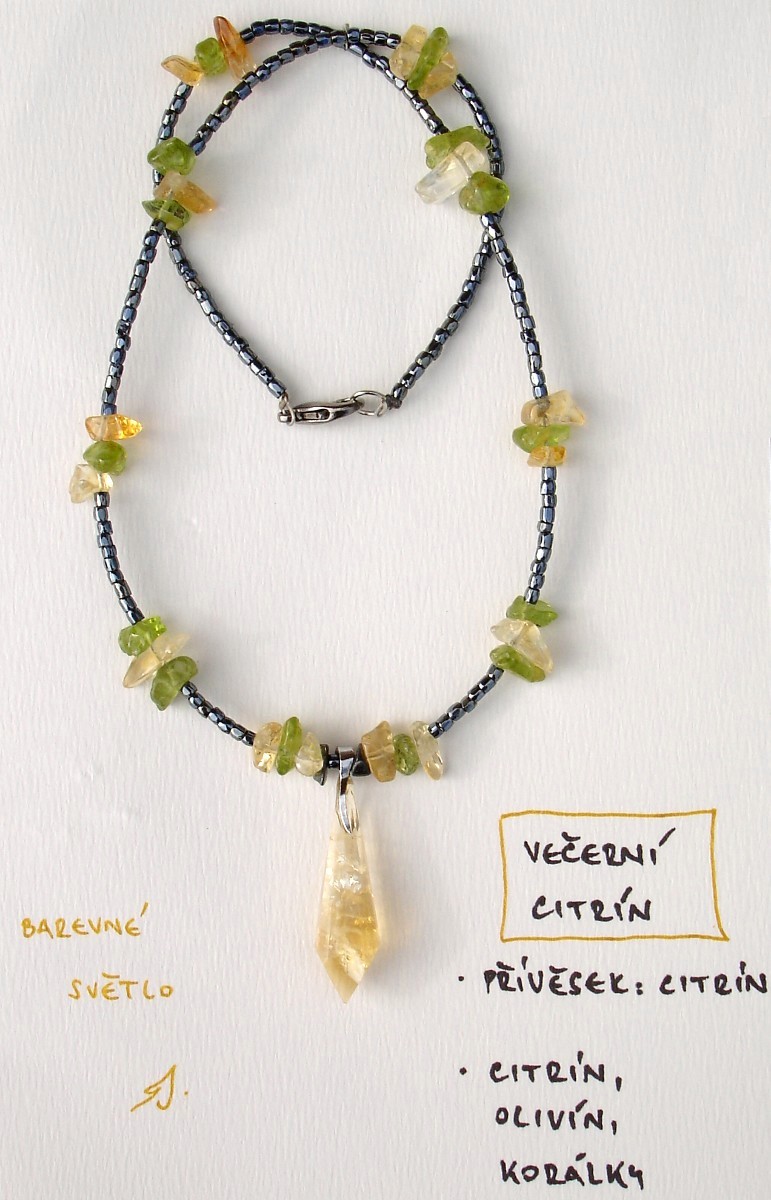 VEČERNÍ
CITRÍN
BAREVNÉ
SVĚTLO
• PŘÍVĚSEK: CITRÍN
• CITRÍN,
OLIVÍN,
KORÁLKY